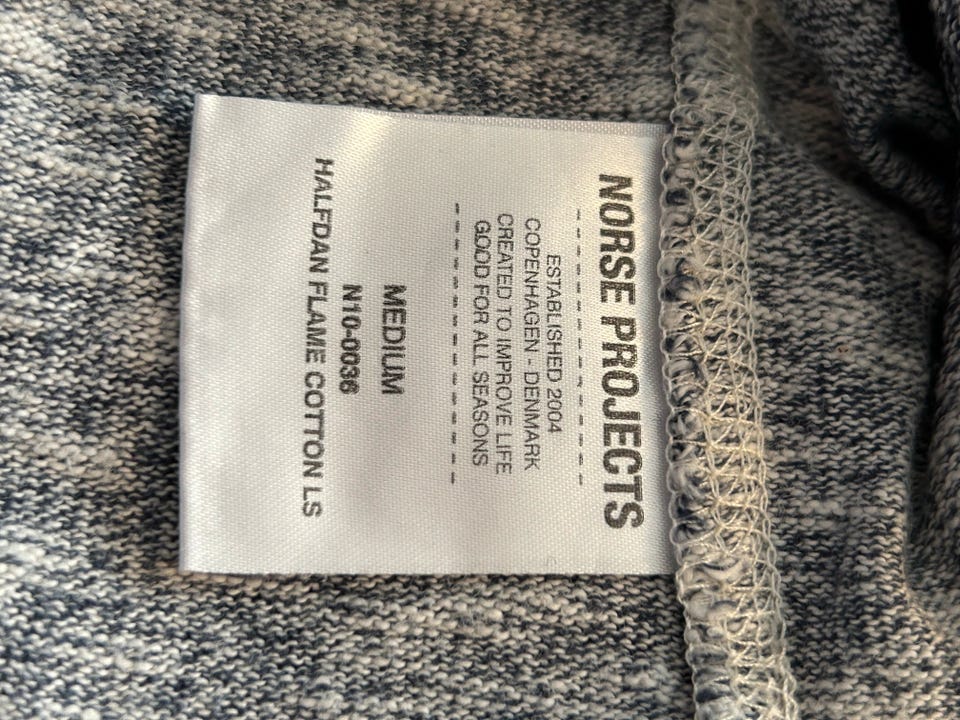 NORSE PROJECTS
ESTABLISHED 2004
COPENHAGEN - DENMARK
CREATED TO IMPROVE LIFE
GOOD FOR ALL SEASONS
MEDIUM
N10-0036
HALFDAN FLAME COTTON LS